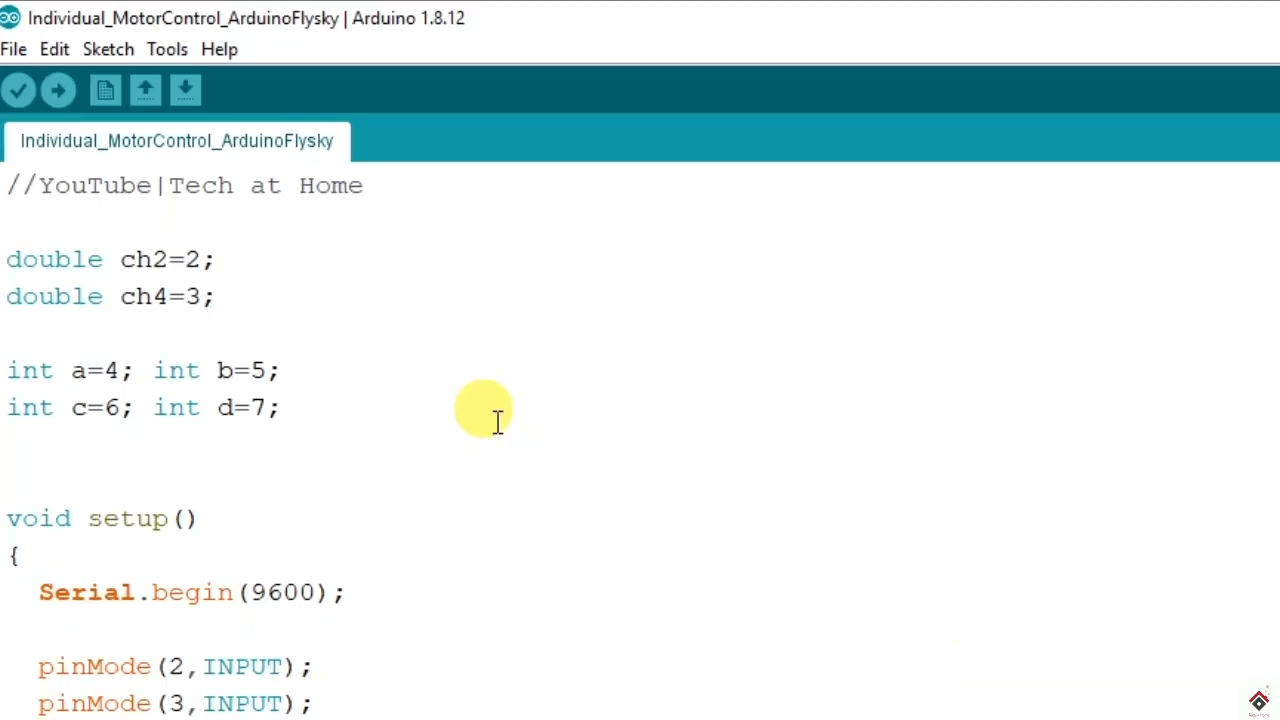 Individual_MotorControl_ArduinoFlysky | Arduino 1.8.12
File Edit Sketch Tools Help
Individual_MotorControl_ArduinoFlysky
//YouTube|Tech at Home
double ch2=2;
double ch4=3;
int a=4; int b=5;
int c=6; int d=7;
void setup()
{
Serial.begin(9600);
pinMode(2,INPUT);
pinMode(3,INPUT);